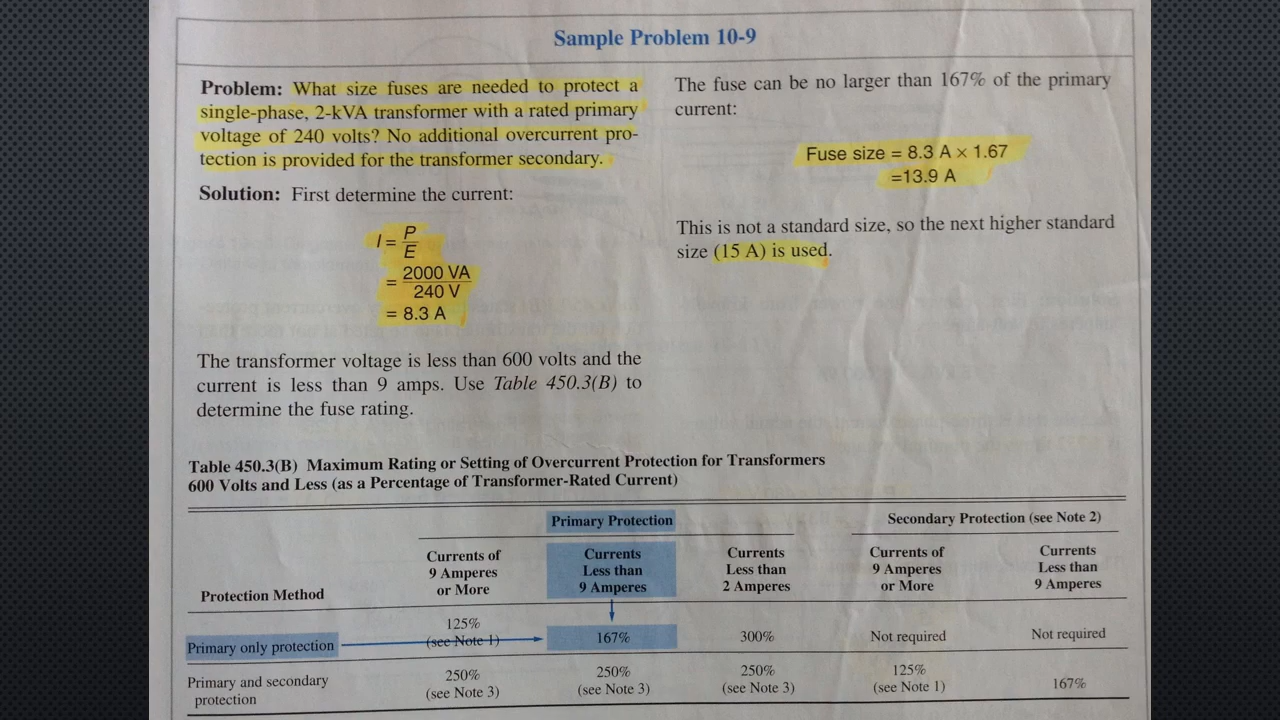 Sample Problem 10-9
Problem: What size fuses are needed to protect a
single-phase, 2-kVA transformer with a rated primary
voltage of 240 volts? No additional overcurrent pro-
tection is provided for the transformer secondary.
Solution: First determine the current:
I = P/E
= 2000 VA/240 V
= 8.3 A
The transformer voltage is less than 600 volts and the
current is less than 9 amps. Use Table 450.3(B) to
determine the fuse rating.
The fuse can be no larger than 167% of the primary
current:
Fuse size = 8.3 A × 1.67
=13.9 A
This is not a standard size, so the next higher standard
size (15 A) is used.
Table 450.3(B) Maximum Rating or Setting of Overcurrent Protection for Transformers
600 Volts and Less (as a Percentage of Transformer-Rated Current)
Primary Protection
Secondary Protection (see Note 2)
Protection Method
Currents of
9 Amperes
or More
Currents
Less than
9 Amperes
Currents
Less than
2 Amperes
Currents of
9 Amperes
or More
Currents
Less than
9 Amperes
Primary only protection
125%
(see Note 1)
167%
300%
Not required
Not required
Primary and secondary
protection
250%
(see Note 3)
250%
(see Note 3)
250%
(see Note 3)
125%
(see Note 1)
167%